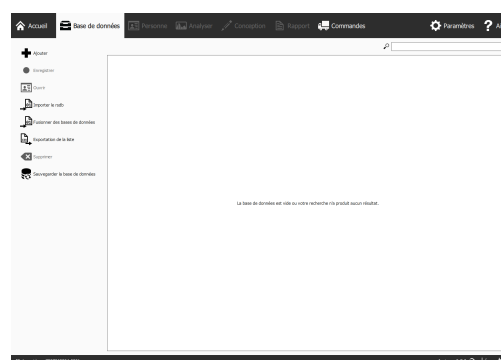 Accueil
Base de données
Personne
Analyser
Conception
Rapport
Commandes
Paramètres
Ajouter
Enregistrer
Ouvrir
Importer le rsdb
Fusionner des bases de données
Exportation de la liste
Supprimer
Sauvegarder la base de données
La base de données est vide ou votre recherche n'a produit aucun résultat.